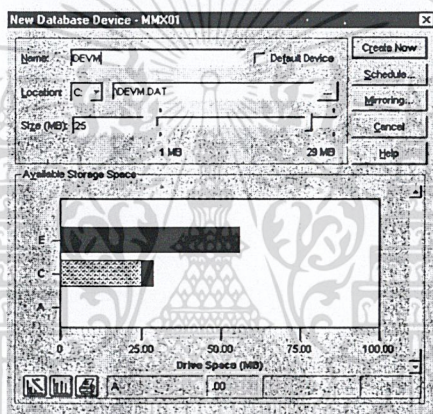 New Database Device - MMX01
Name: DEVM
Default Device
Location: C: \DEVM.DAT ...
Size (MB): 25
1 MB 29 MB
Create Now
Schedule...
Mirroring...
Cancel
Help
Available Storage Space
E
C
A
0 25.00 50.00 75.00 100.00
Drive Space (MB)
A .00